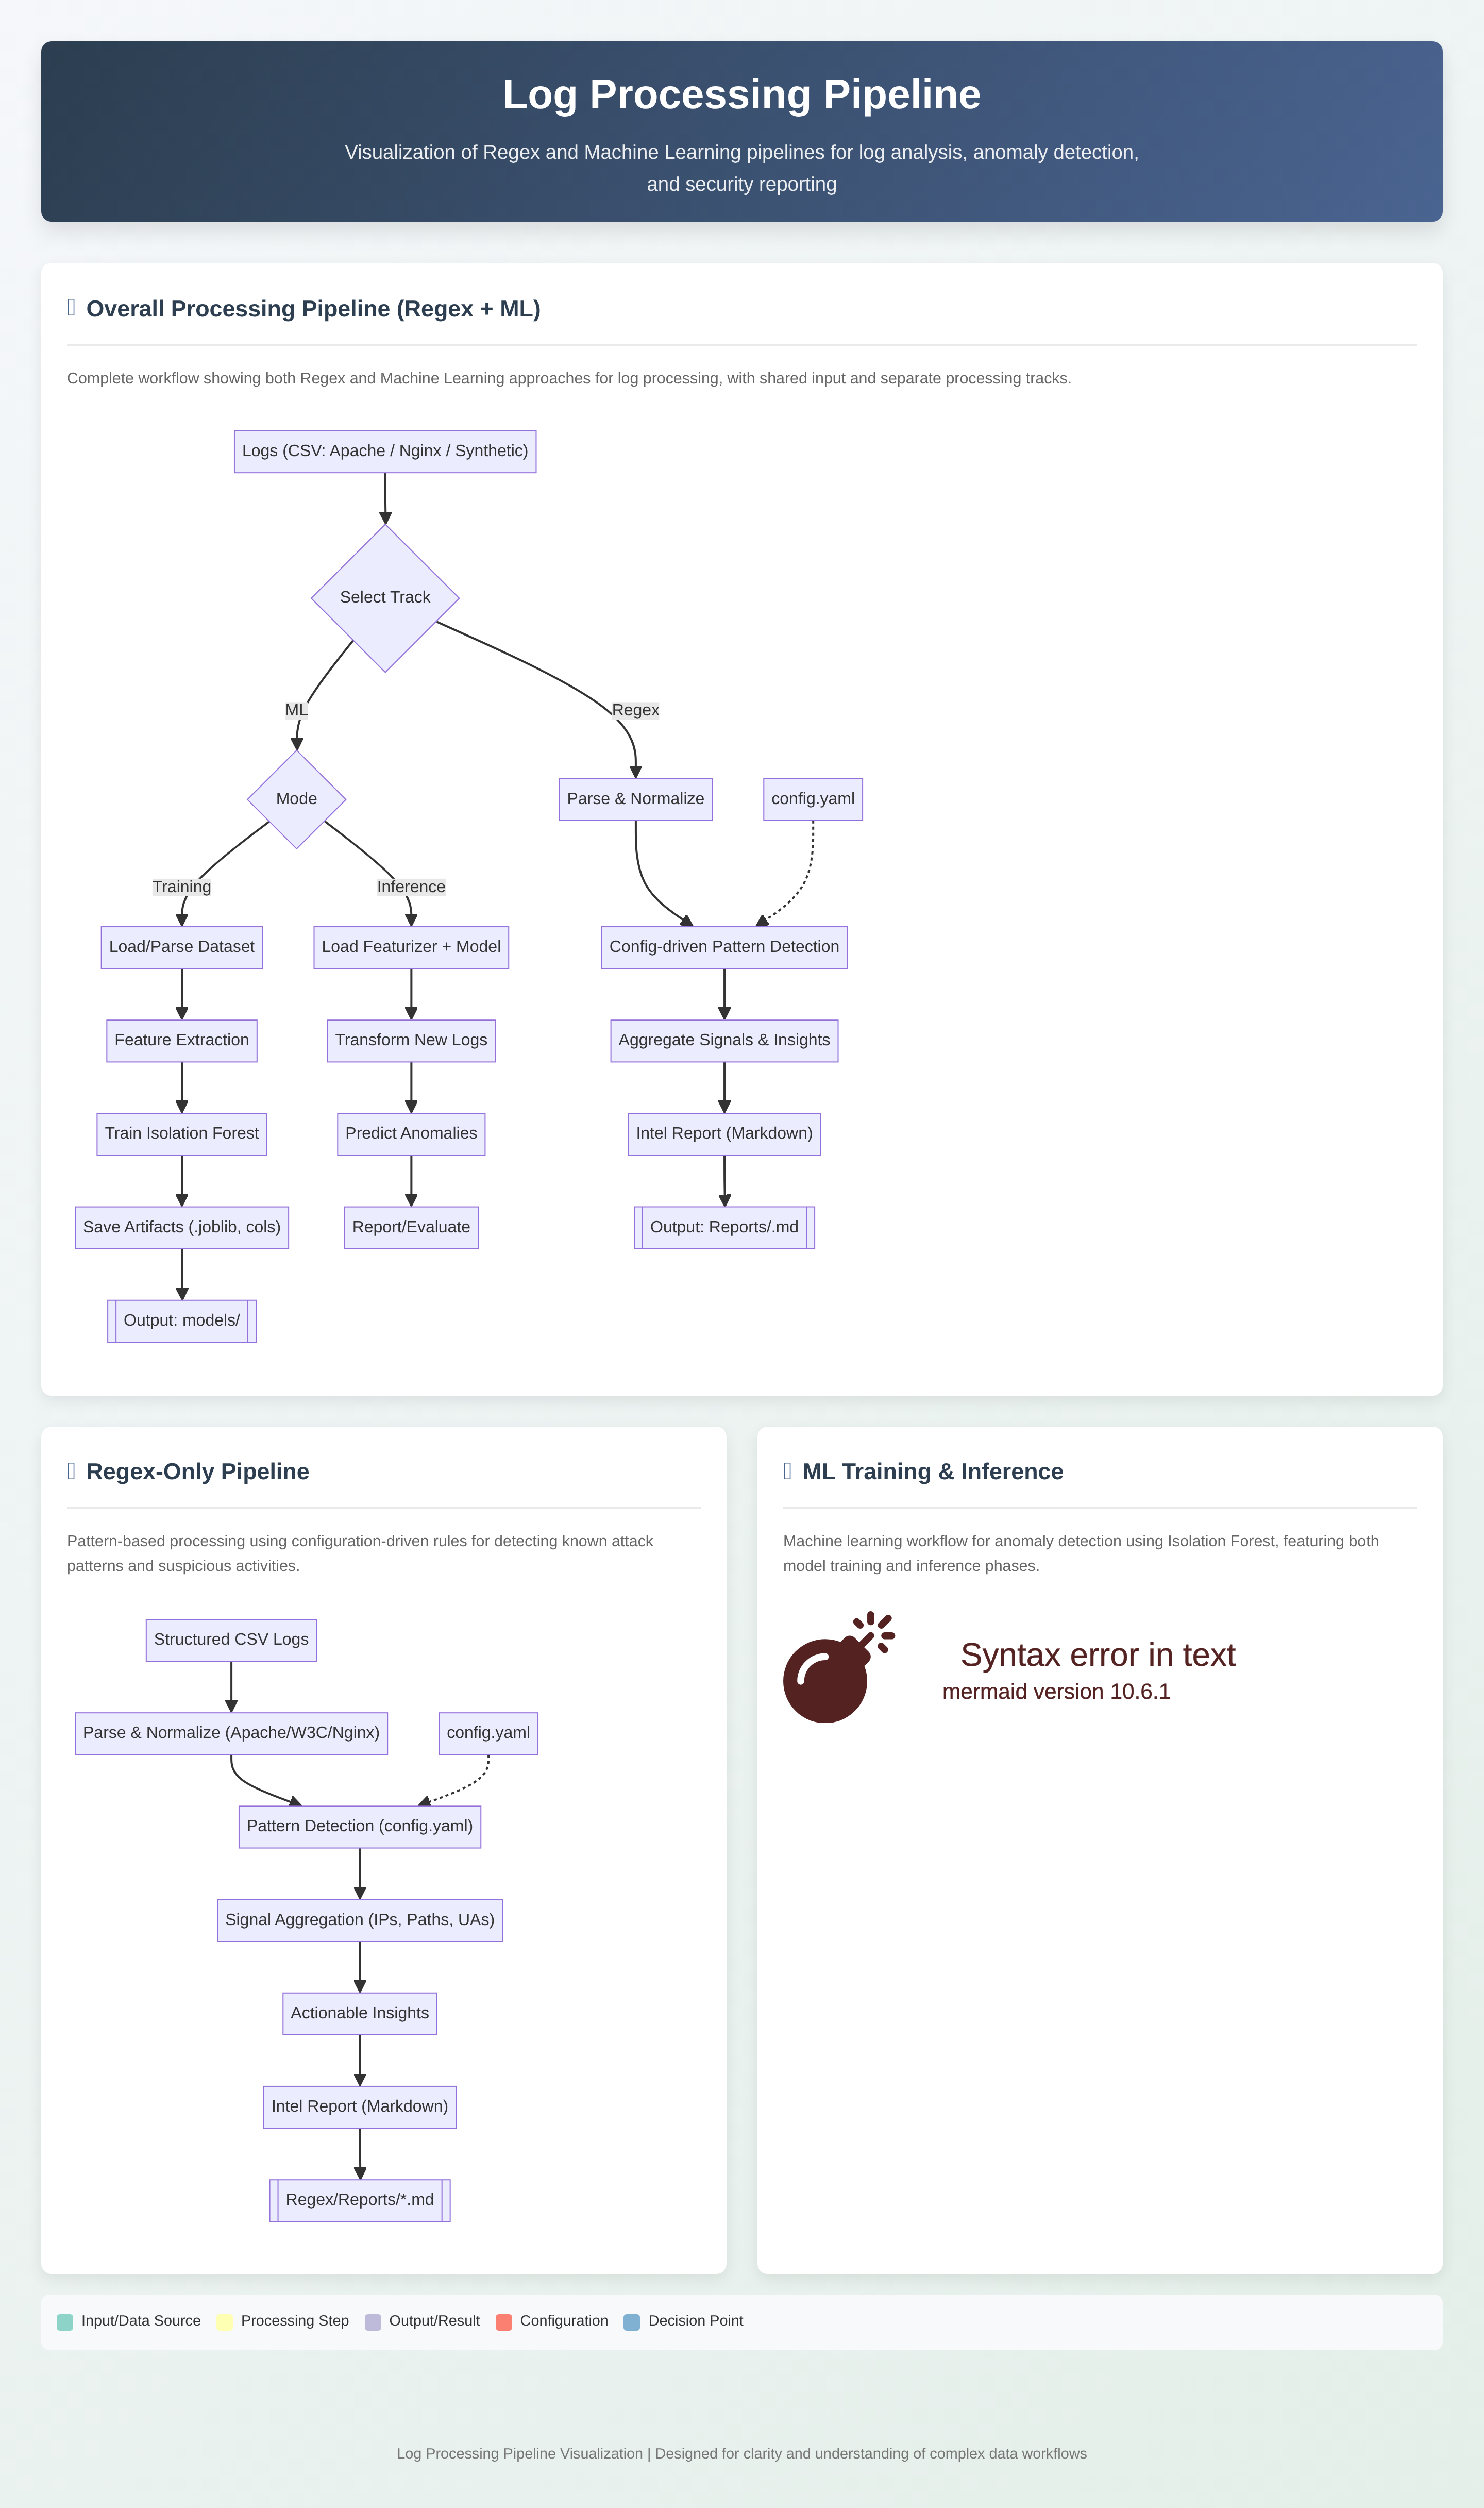 Log Processing Pipeline
Visualization of Regex and Machine Learning pipelines for log analysis, anomaly detection,
and security reporting
Overall Processing Pipeline (Regex + ML)
Complete workflow showing both Regex and Machine Learning approaches for log processing, with shared input and separate processing tracks.
Logs (CSV: Apache / Nginx / Synthetic)
Select Track
ML
Regex
Mode
Parse & Normalize
config.yaml
Training
Inference
Load/Parse Dataset
Load Featurizer + Model
Config-driven Pattern Detection
Feature Extraction
Transform New Logs
Aggregate Signals & Insights
Train Isolation Forest
Predict Anomalies
Intel Report (Markdown)
Save Artifacts (.joblib, cols)
Report/Evaluate
Output: Reports/.md
Output: models/
Regex-Only Pipeline
Pattern-based processing using configuration-driven rules for detecting known attack
patterns and suspicious activities.
Structured CSV Logs
Parse & Normalize (Apache/W3C/Nginx)
config.yaml
Pattern Detection (config.yaml)
Signal Aggregation (IPs, Paths, UAs)
Actionable Insights
Intel Report (Markdown)
Regex/Reports/*.md
ML Training & Inference
Machine learning workflow for anomaly detection using Isolation Forest, featuring both
model training and inference phases.
Syntax error in text
mermaid version 10.6.1
Input/Data Source
Processing Step
Output/Result
Configuration
Decision Point
Log Processing Pipeline Visualization | Designed for clarity and understanding of complex data workflows